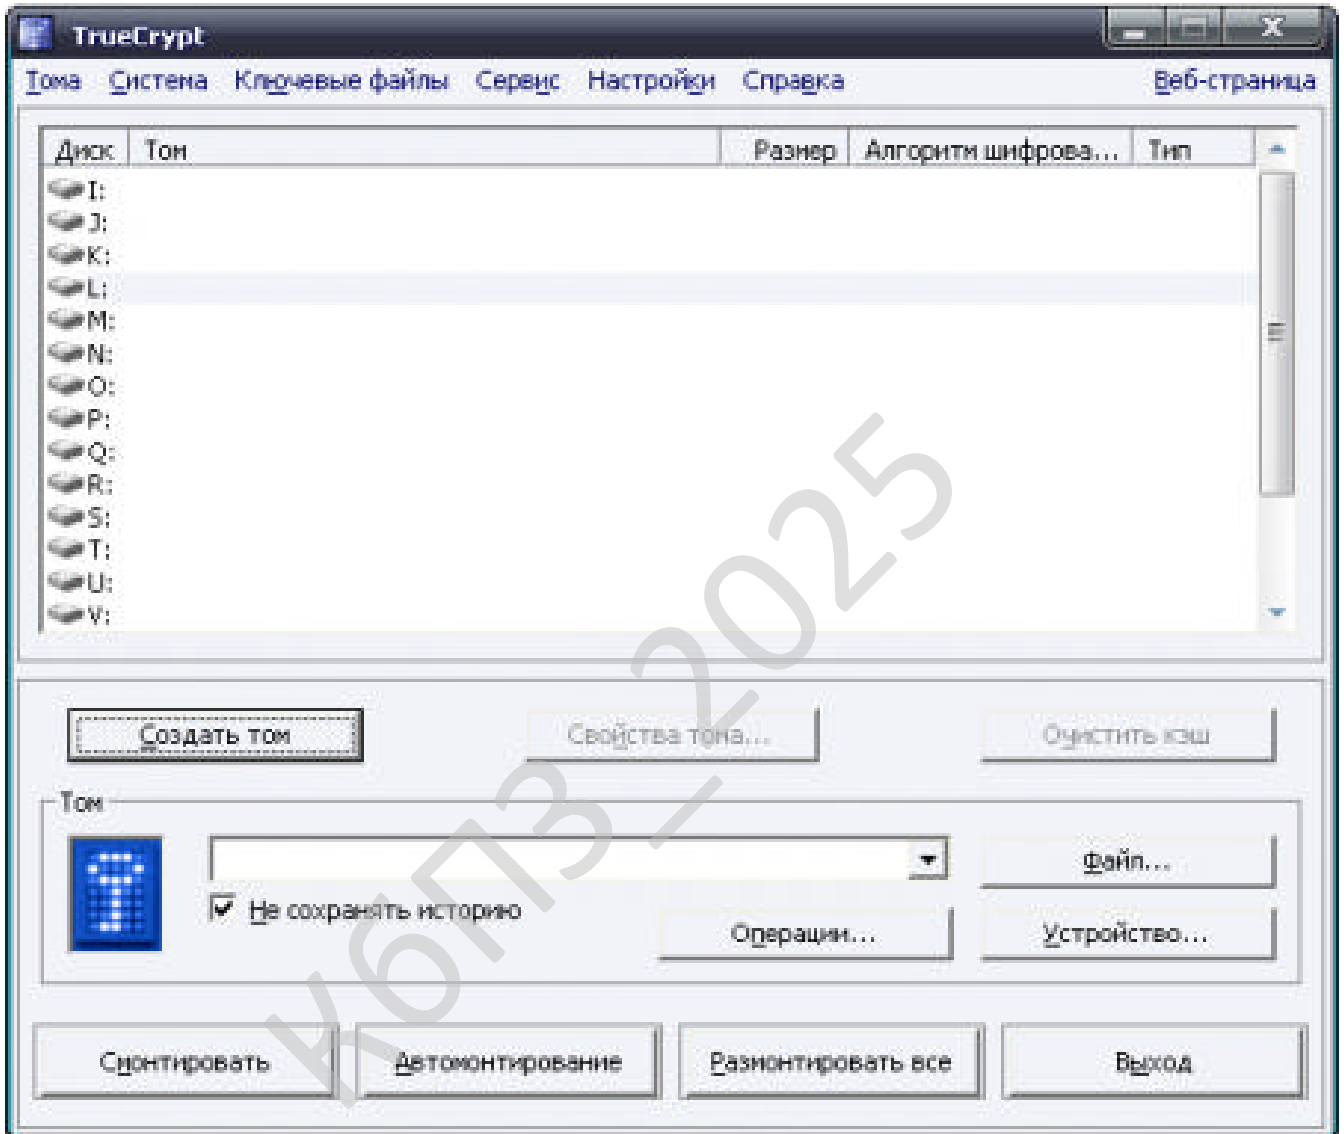 TrueCrypt
Тома Система Ключевые файлы Сервис Настройки Справка Веб-страница
Диск Том Размер Алгоритм шифрова... Тип
I:
J:
K:
L:
M:
N:
O:
P:
Q:
R:
S:
T:
U:
V:
Создать том Свойства тома... Очистить кэш
Том
Файл...
Не сохранять историю
Операции... Устройство...
Смонтировать Автомонтирование Размонтировать все Выход
КбПЗ_2025